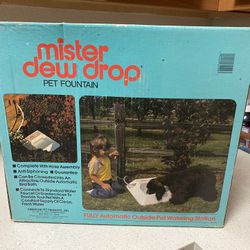 mister
dew drop®
PET FOUNTAIN
■ Complete With Hose Assembly
■ Anti-Siphoning ■ Guarantee
■ Can Be Converted Into An
Attractive, Outside Automatic
Bird Bath
■ Connects To Standard Water
Faucet Or Garden Hose To
Provide Your Pet With A
Constant Supply Of Clean,
Fresh Water
FULLY Automatic Outside Pet Watering Station